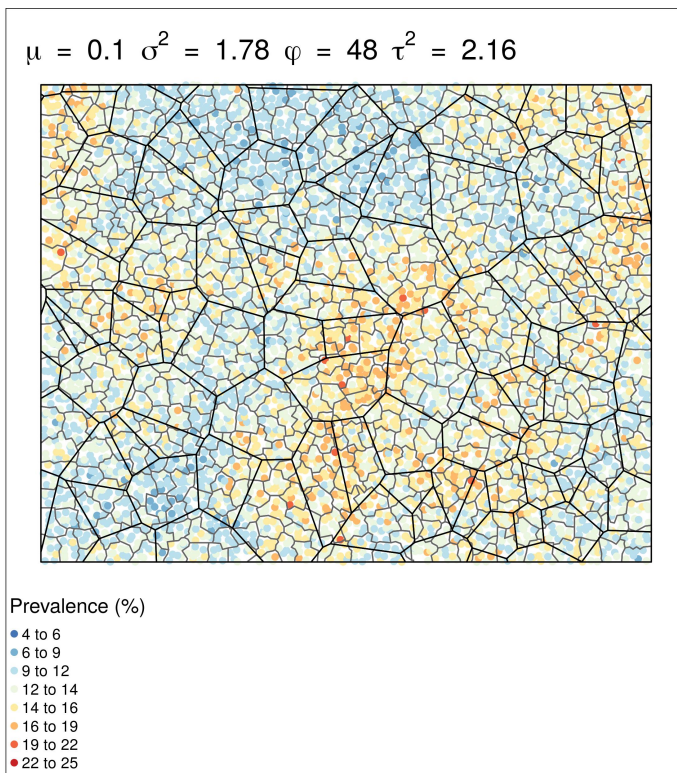 μ = 0.1 σ² = 1.78 φ = 48 τ² = 2.16
Prevalence (%)
4 to 6
6 to 9
9 to 12
12 to 14
14 to 16
16 to 19
19 to 22
22 to 25